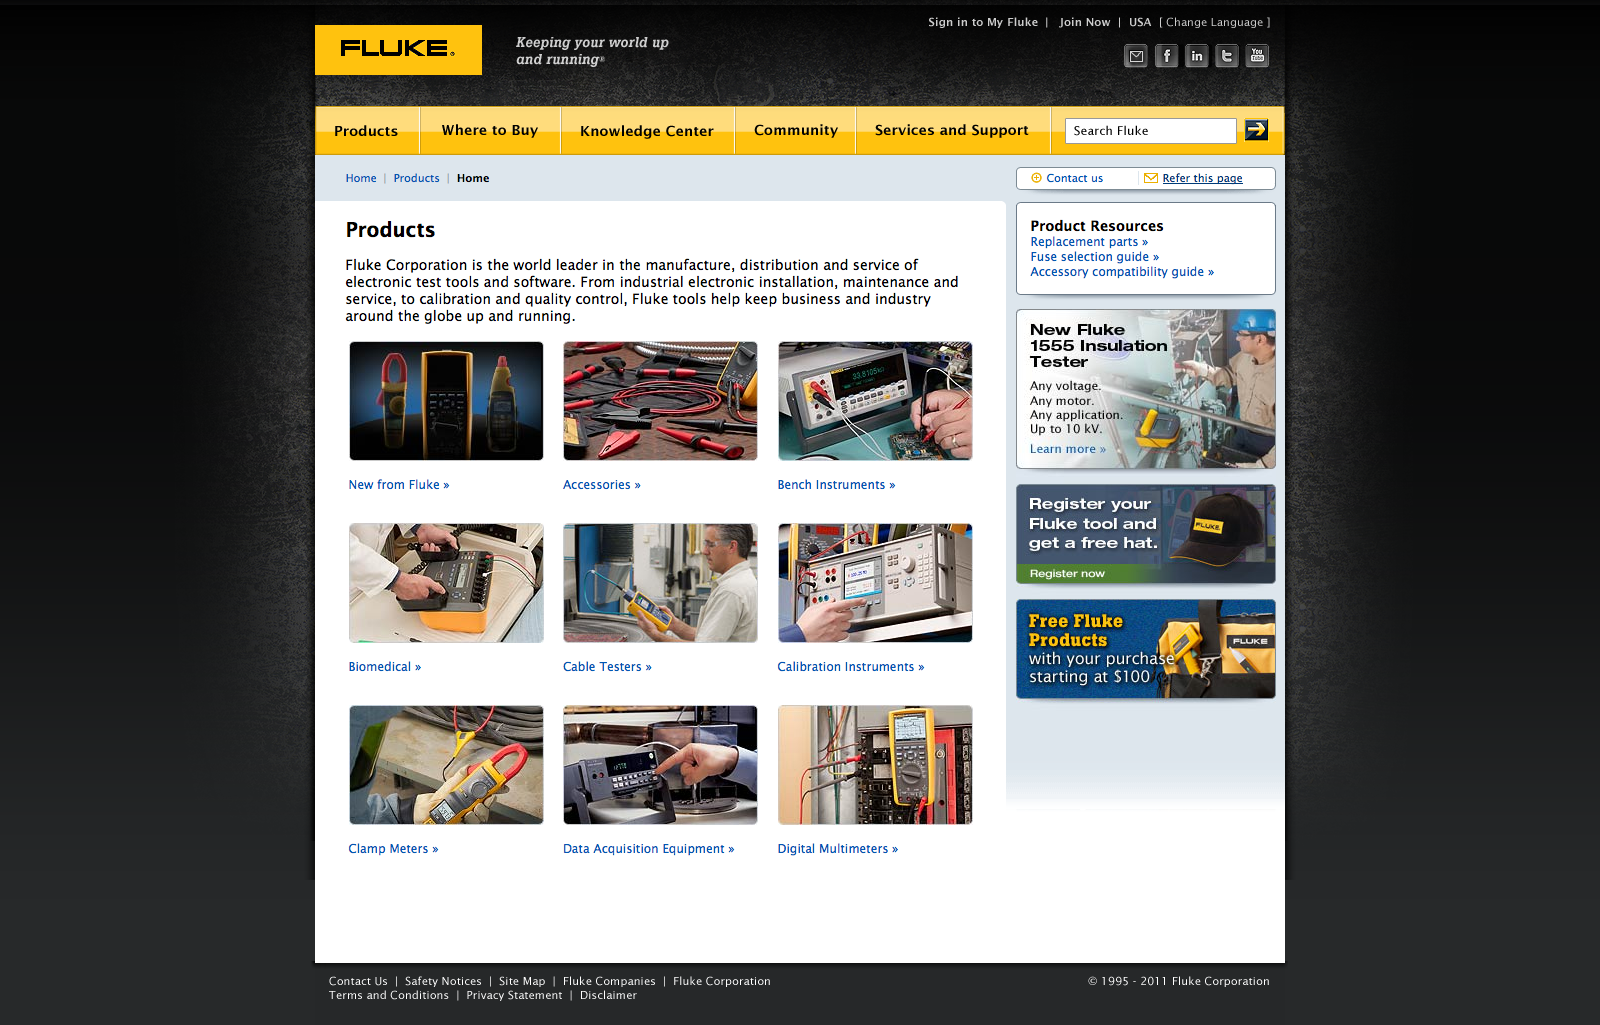 Sign in to My Fluke | Join Now | USA [ Change Language ]
FLUKE®
Keeping your world up
and running®
Products
Where to Buy
Knowledge Center
Community
Services and Support
Search Fluke
Home | Products | Home
Contact us
Refer this page
Products
Fluke Corporation is the world leader in the manufacture, distribution and service of
electronic test tools and software. From industrial electronic installation, maintenance and
service, to calibration and quality control, Fluke tools help keep business and industry
around the globe up and running.
New from Fluke »
Accessories »
Bench Instruments »
Biomedical »
Cable Testers »
Calibration Instruments »
Clamp Meters »
Data Acquisition Equipment »
Digital Multimeters »
Product Resources
Replacement parts »
Fuse selection guide »
Accessory compatibility guide »
New Fluke
1555 Insulation
Tester
Any voltage.
Any motor.
Any application.
Up to 10 kV.
Learn more »
Register your
Fluke tool and
get a free hat.
Register now
FLUKE
Free Fluke
Products
with your purchase
starting at $100
FLUKE
Contact Us | Safety Notices | Site Map | Fluke Companies | Fluke Corporation
Terms and Conditions | Privacy Statement | Disclaimer
© 1995 - 2011 Fluke Corporation